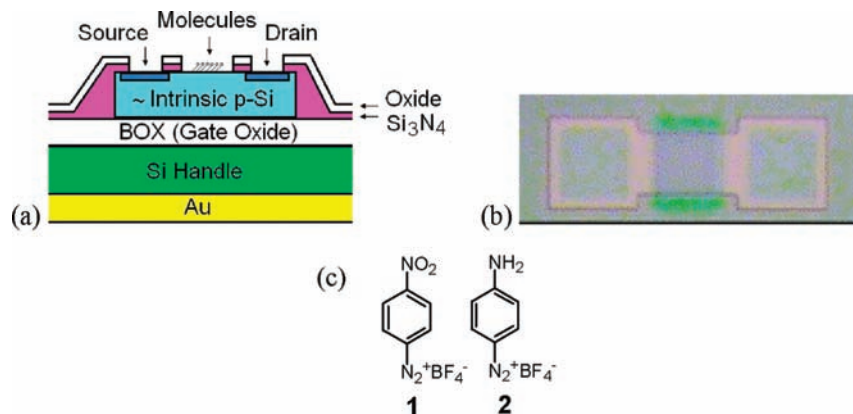 Molecules
Source
Drain
~ Intrinsic p-Si
Oxide
Si3N4
BOX (Gate Oxide)
Si Handle
Au
(a)
(b)
(c)
NO2
NH2
N2+BF4-
N2+BF4-
1
2